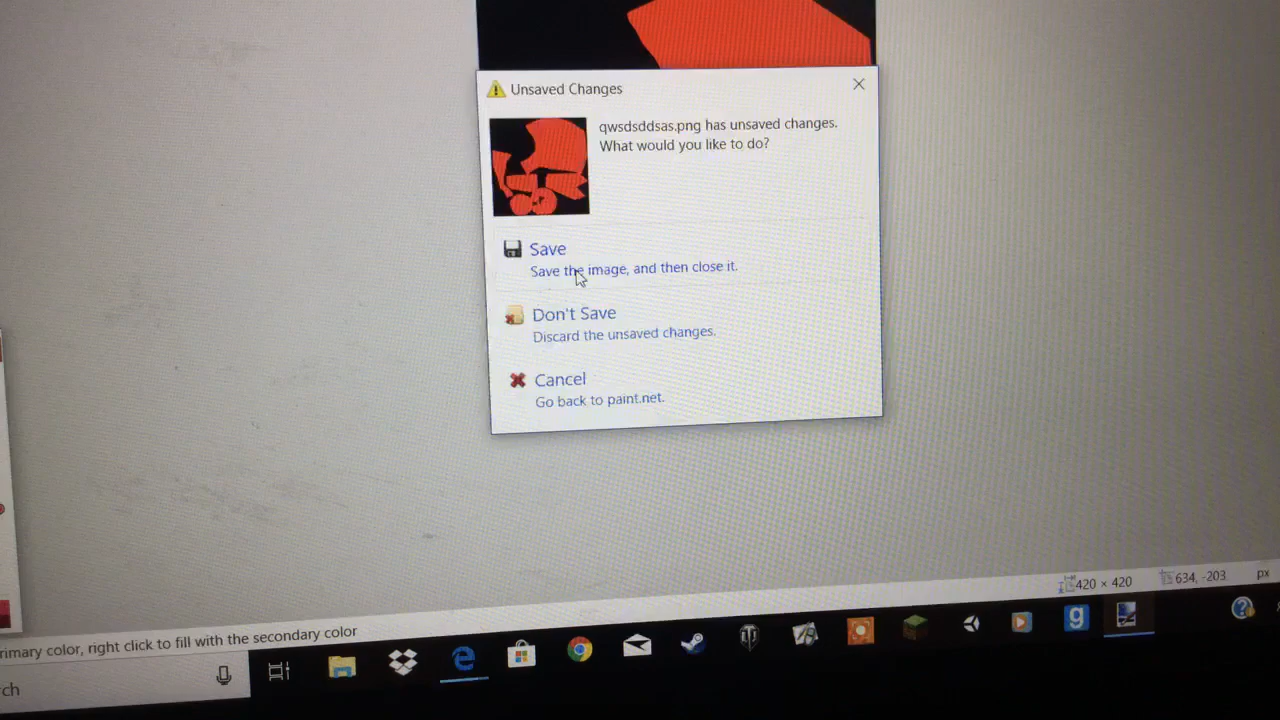 Unsaved Changes
qwsdsddsas.png has unsaved changes.
What would you like to do?
Save
Save the image, and then close it.
Don't Save
Discard the unsaved changes.
Cancel
Go back to paint.net.
420 × 420
634, -203
px
rimary color, right click to fill with the secondary color
rch
g